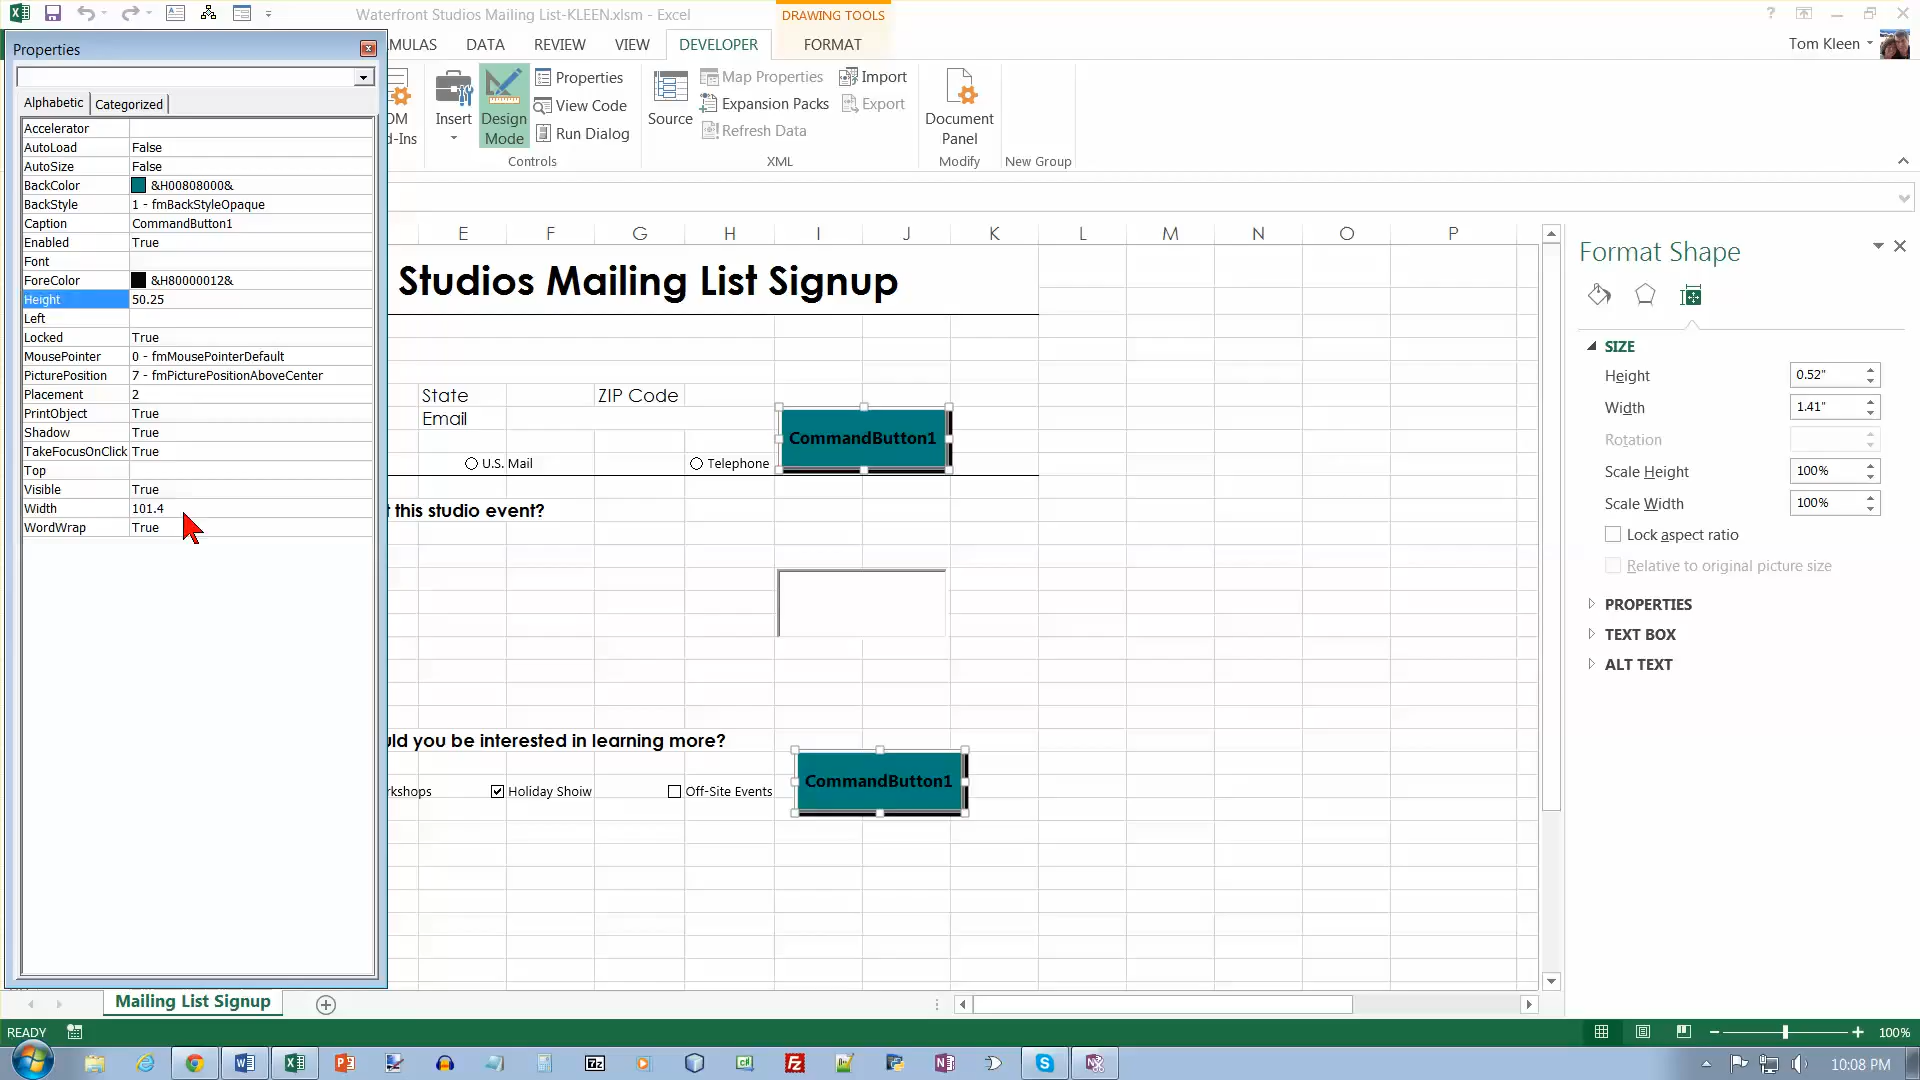 Waterfront Studios Mailing List-KLEEN.xlsm - Excel
DRAWING TOOLS
?
Properties
MULAS
DATA
REVIEW
VIEW
DEVELOPER
FORMAT
Tom Kleen
Alphabetic
Categorized
Accelerator
AutoLoad False
AutoSize False
BackColor &H00808000&
BackStyle 1 - fmBackStyleOpaque
Caption CommandButton1
Enabled True
Font
ForeColor &H80000012&
Height 50.25
Left
Locked True
MousePointer 0 - fmMousePointerDefault
PicturePosition 7 - fmPicturePositionAboveCenter
Placement 2
PrintObject True
Shadow True
TakeFocusOnClick True
Top
Visible True
Width 101.4
WordWrap True
OM
d-Ins
Insert
Design
Mode
Properties
View Code
Run Dialog
Controls
Source
Map Properties
Expansion Packs
Refresh Data
Import
Export
XML
Document
Panel
Modify
New Group
E F G H I J K L M N O P
Studios Mailing List Signup
State
ZIP Code
Email
CommandButton1
U.S. Mail
Telephone
t this studio event?
uld you be interested in learning more?
rkshops
Holiday Shoiw
Off-Site Events
CommandButton1
Format Shape
SIZE
Height 0.52"
Width 1.41"
Rotation
Scale Height 100%
Scale Width 100%
Lock aspect ratio
Relative to original picture size
PROPERTIES
TEXT BOX
ALT TEXT
Mailing List Signup
READY
100%
10:08 PM